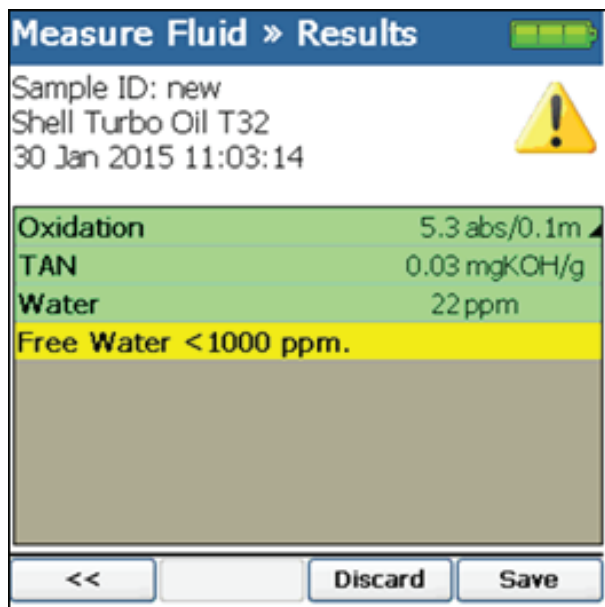 Measure Fluid » Results
Sample ID: new
Shell Turbo Oil T32
30 Jan 2015 11:03:14
Oxidation 5.3 abs/0.1m
TAN 0.03 mgKOH/g
Water 22 ppm
Free Water <1000 ppm.
<< Discard Save